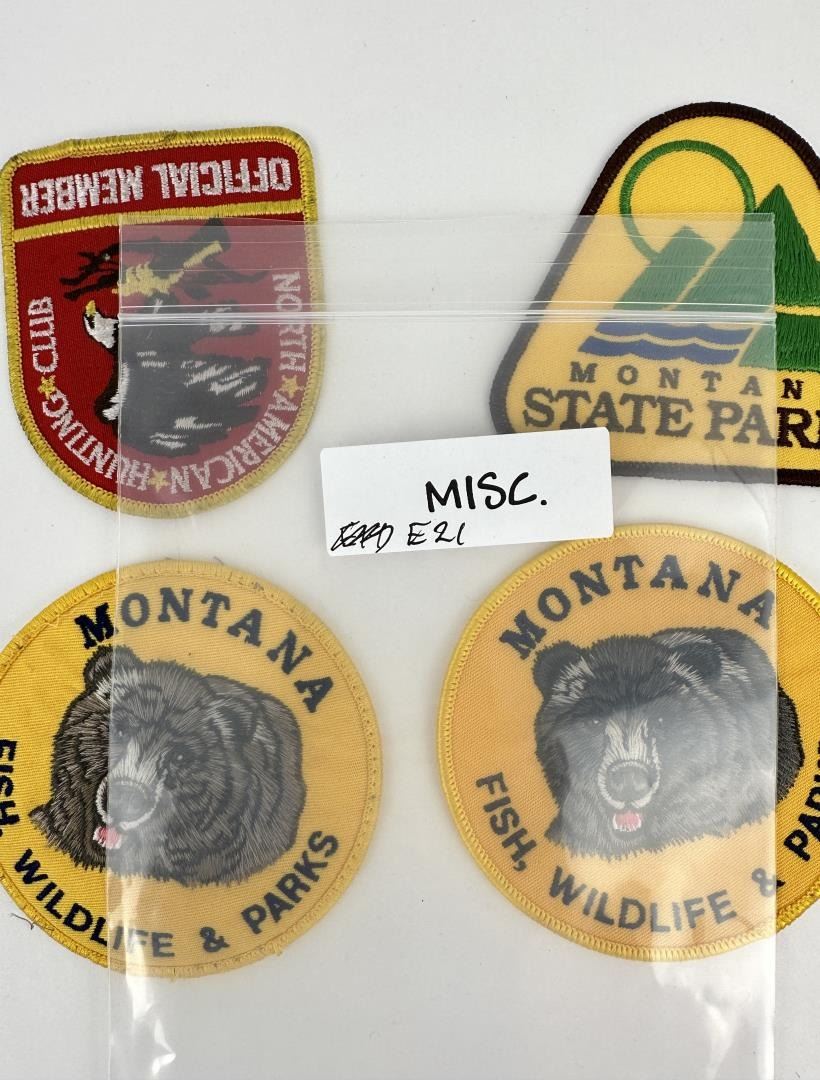 OFFICIAL MEMBER
NORTH★AMERICAN★HUNTING★CLUB
MONTAN
STATE PAR
MISC.
E21
MONTANA
FISH, WILDLIFE & PARKS
MONTANA
FISH, WILDLIFE & PARK